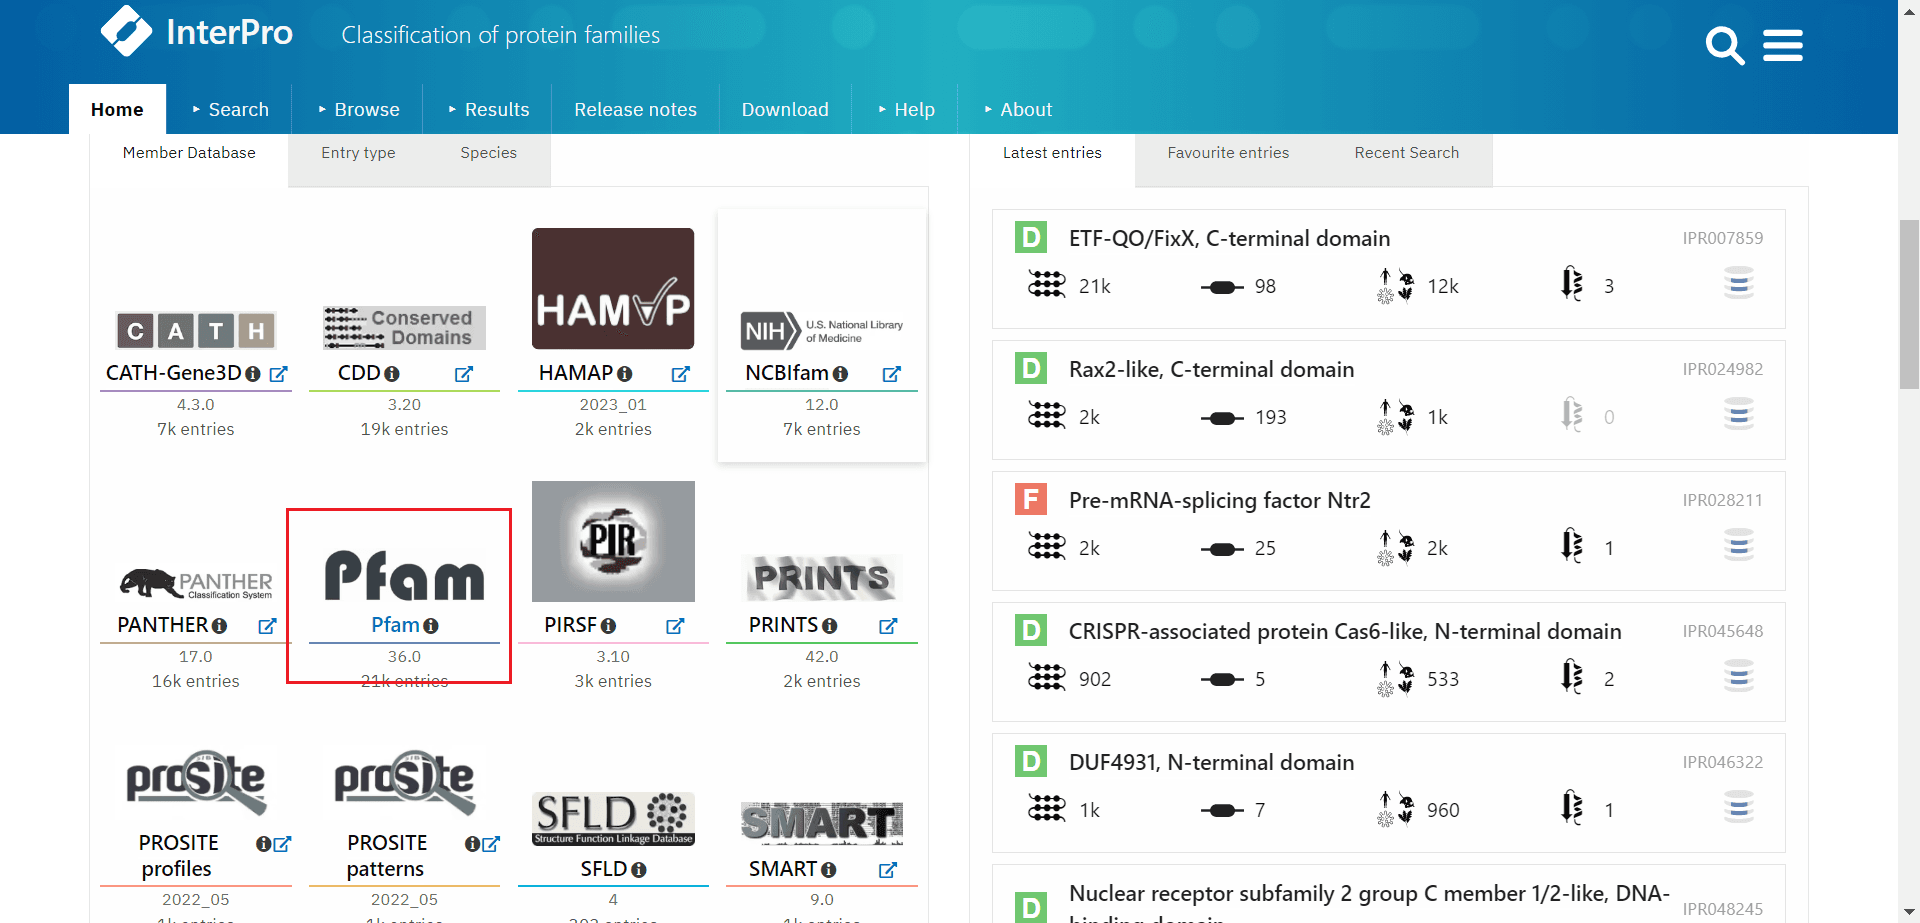 InterPro
Classification of protein families
Home
Search
Browse
Results
Release notes
Download
Help
About
Member Database
Entry type
Species
Latest entries
Favourite entries
Recent Search
CATH
Conserved
Domains
HAMAP
NIH
U.S. National Library
of Medicine
CATH-Gene3D
CDD
HAMAP
NCBIfam
4.3.0
3.20
2023_01
12.0
7k entries
19k entries
2k entries
7k entries
PANTHER
Classification System
Pfam
PIR
PRINTS
PANTHER
Pfam
PIRSF
PRINTS
17.0
36.0
3.10
42.0
16k entries
21k entries
3k entries
2k entries
prosite
prosite
SFLD
Structure Function Linkage Database
SMART
PROSITE
profiles
PROSITE
patterns
SFLD
SMART
2022_05
2022_05
4
9.0
D
ETF-QO/FixX, C-terminal domain
IPR007859
21k
98
12k
3
D
Rax2-like, C-terminal domain
IPR024982
2k
193
1k
0
F
Pre-mRNA-splicing factor Ntr2
IPR028211
2k
25
2k
1
D
CRISPR-associated protein Cas6-like, N-terminal domain
IPR045648
902
5
533
2
D
DUF4931, N-terminal domain
IPR046322
1k
7
960
1
D
Nuclear receptor subfamily 2 group C member 1/2-like, DNA-
binding domain
IPR048245